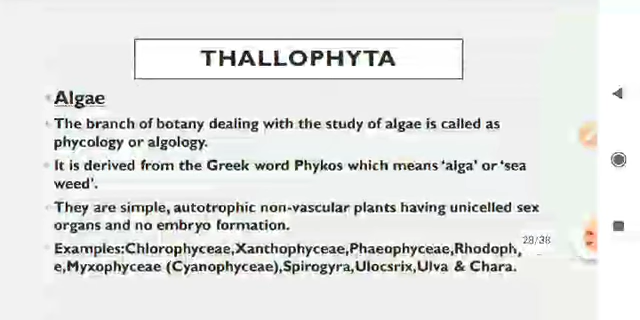 THALLOPHYTA
Algae
The branch of botany dealing with the study of algae is called as
phycology or algology.
It is derived from the Greek word Phykos which means 'alga' or 'sea
weed'.
They are simple, autotrophic non-vascular plants having unicelled sex
organs and no embryo formation.
Examples:Chlorophyceae,Xanthophyceae,Phaeophyceae,Rhodoph,
e,Myxophyceae (Cyanophyceae),Spirogyra,Ulocsrix,Ulva & Chara.
28/38